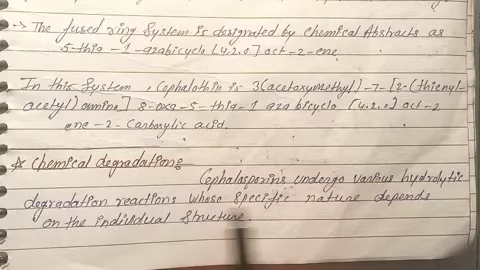 -> The fused ring System is designated by Chemical Abstracts as
5-thia-1-azabicyclo [4.2.0] oct-2-ene.
In this System, Cephalothin is 3(acetoxymethyl)-7-[2-(thienyl-
acetyl) amino] 8-oxa-5-thia-1 aza bicyclo [4.2.0] oct-2
ene-2-Carboxylic acid.
☆ Chemical degradation:
Cephalosporins undergo various hydrolytic
degradation reactions whose specific nature depends
on the individual structure.